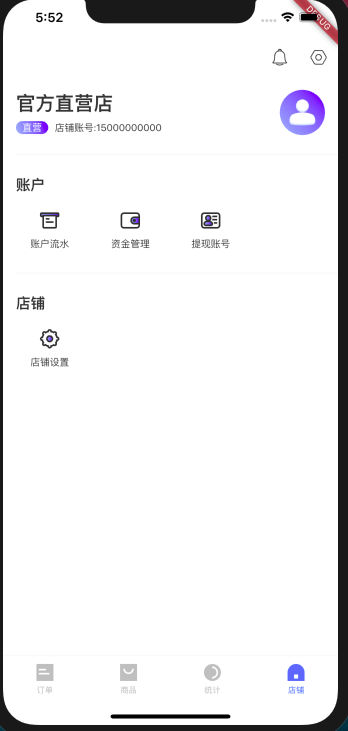 5:52
DEBUG
官方直营店
直营 店铺账号:15000000000
账户
账户流水 资金管理 提现账号
店铺
店铺设置
订单 商品 统计 店铺